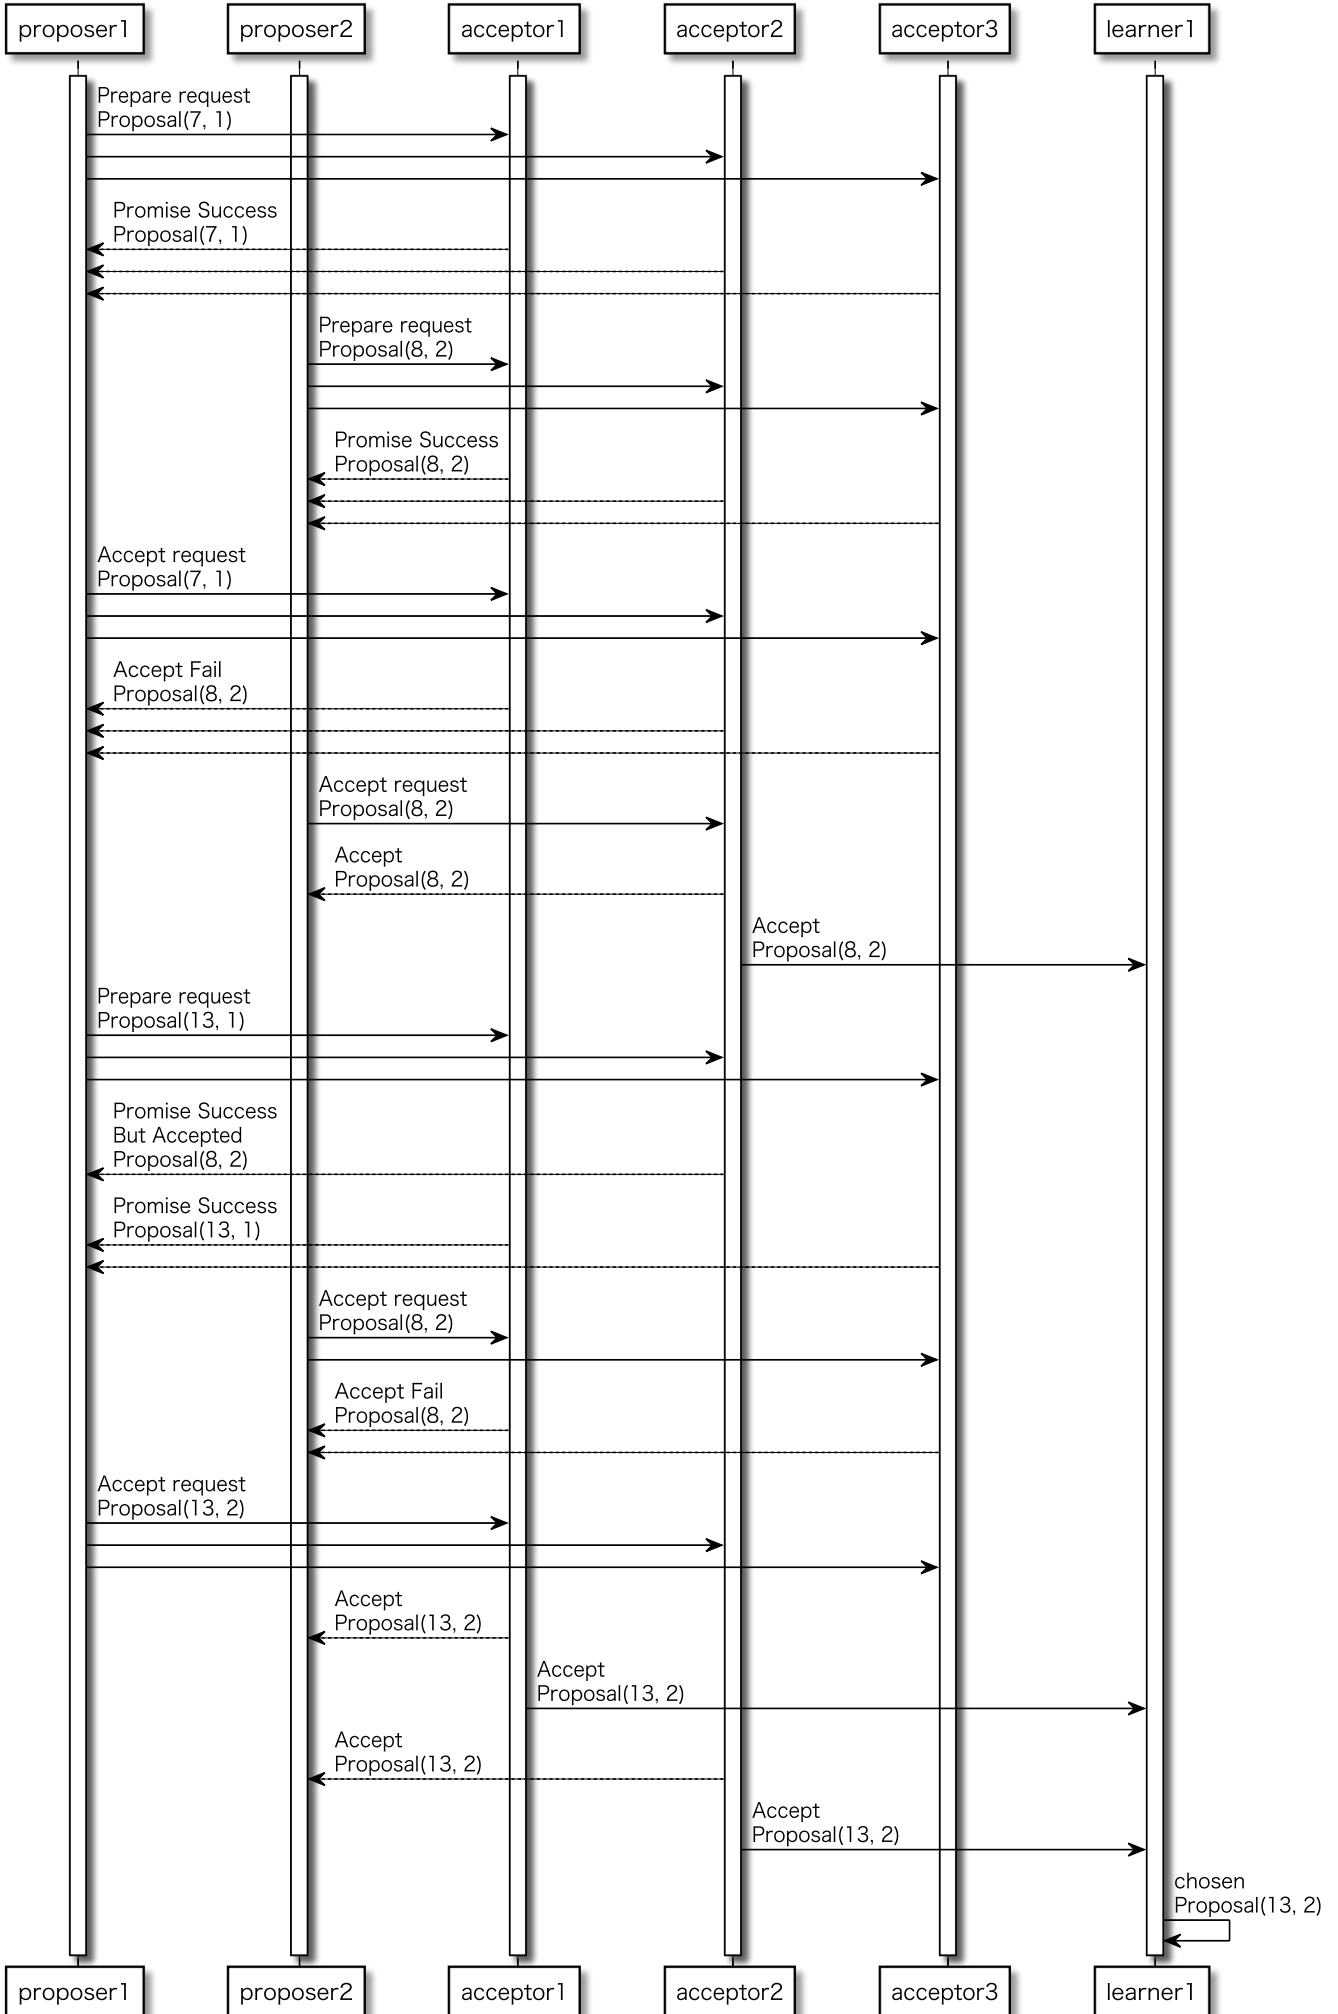 proposer1
proposer2
acceptor1
acceptor2
acceptor3
learner1
Prepare request
Proposal(7, 1)
Promise Success
Proposal(7, 1)
Prepare request
Proposal(8, 2)
Promise Success
Proposal(8, 2)
Accept request
Proposal(7, 1)
Accept Fail
Proposal(8, 2)
Accept request
Proposal(8, 2)
Accept
Proposal(8, 2)
Accept
Proposal(8, 2)
Prepare request
Proposal(13, 1)
Promise Success
But Accepted
Proposal(8, 2)
Promise Success
Proposal(13, 1)
Accept request
Proposal(8, 2)
Accept Fail
Proposal(8, 2)
Accept request
Proposal(13, 2)
Accept
Proposal(13, 2)
Accept
Proposal(13, 2)
Accept
Proposal(13, 2)
Accept
Proposal(13, 2)
chosen
Proposal(13, 2)
proposer1
proposer2
acceptor1
acceptor2
acceptor3
learner1